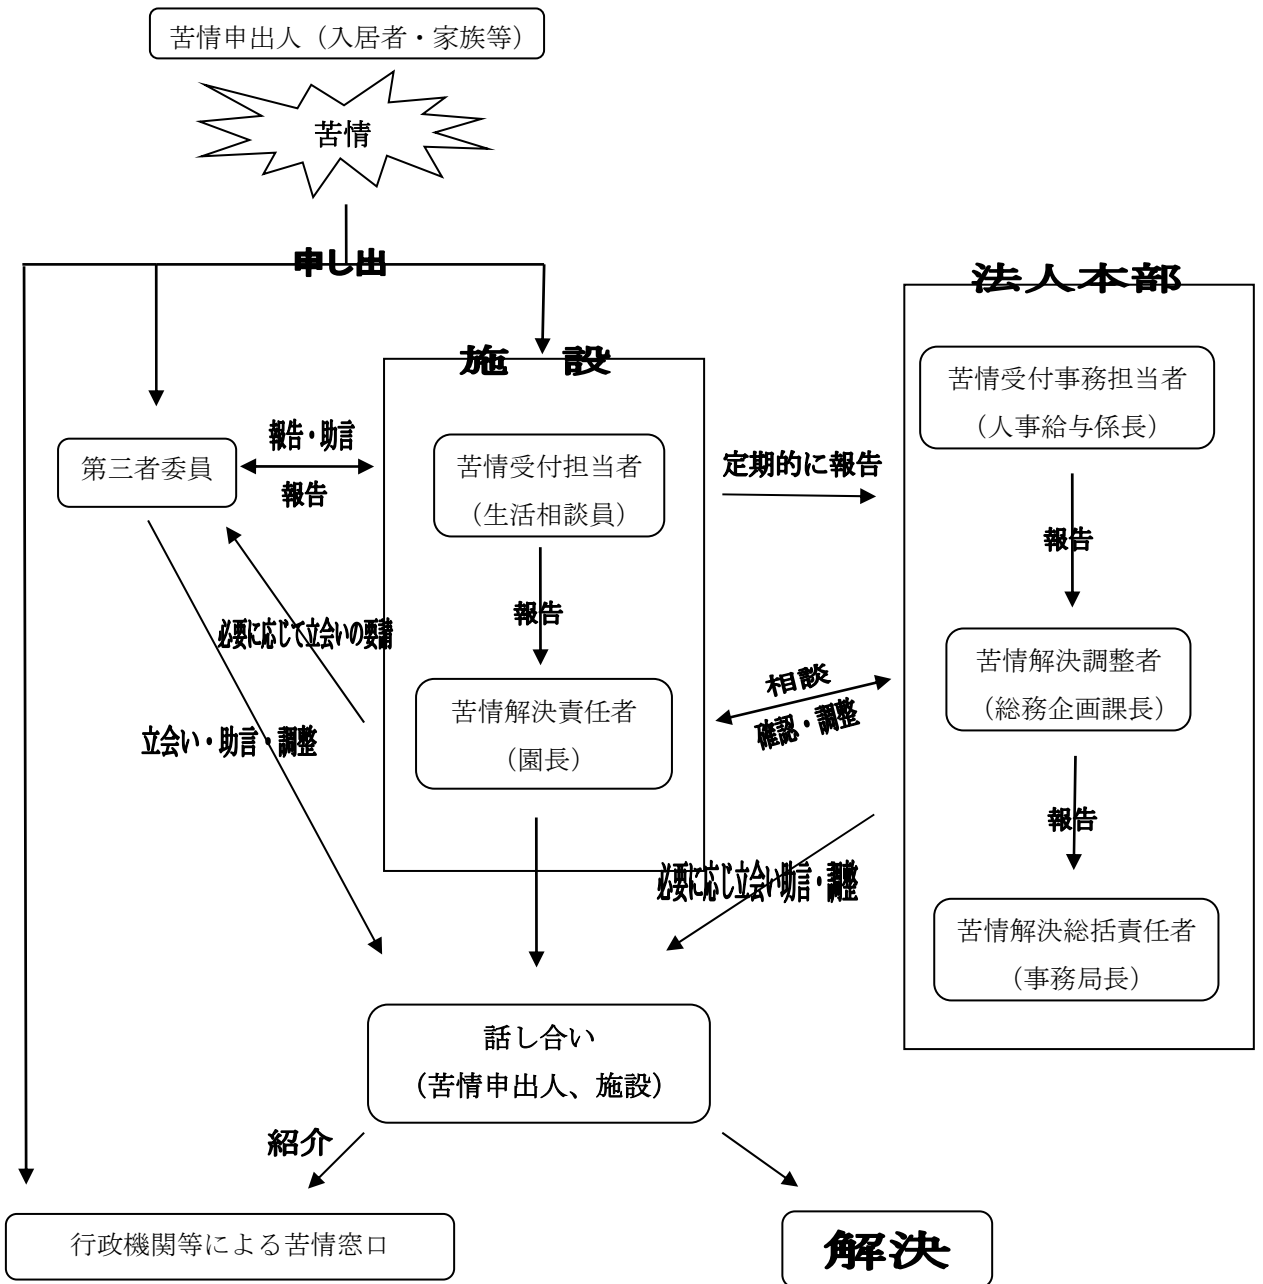 苦情申出人（入居者・家族等）
苦情
申し出
法人本部
施　設
苦情受付事務担当者
（人事給与係長）
報告・助言
第三者委員
報告
苦情受付担当者
（生活相談員）
定期的に報告
報告
報告
必要に応じて立会いの要請
苦情解決責任者
（園長）
相談
確認・調整
苦情解決調整者
（総務企画課長）
立会い・助言・調整
報告
必要に応じ立会い助言・調整
苦情解決総括責任者
（事務局長）
話し合い
（苦情申出人、施設）
紹介
行政機関等による苦情窓口
解決